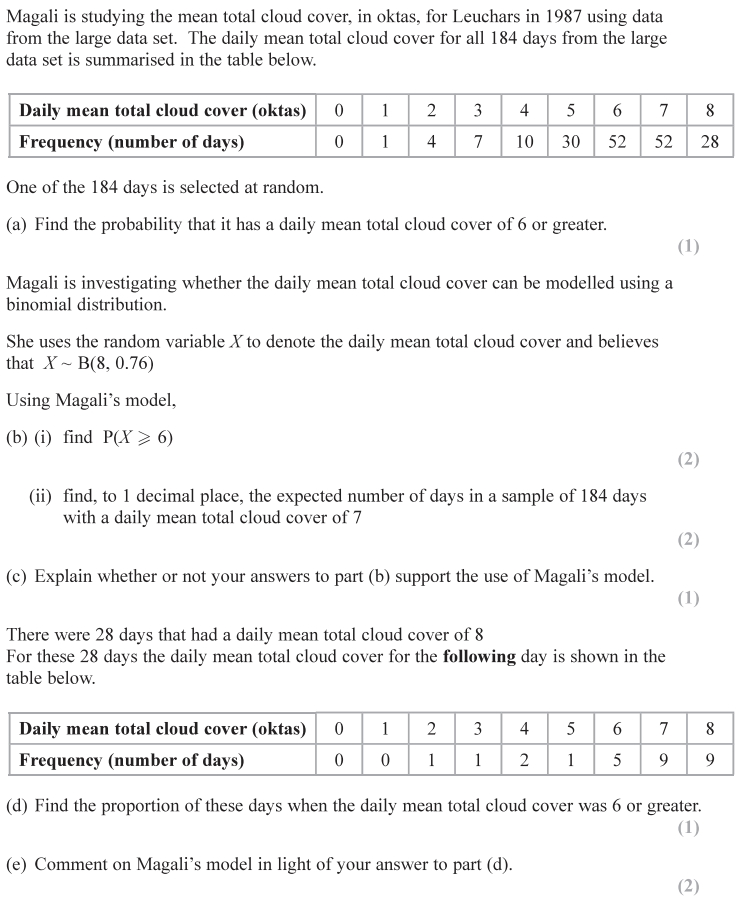 Magali is studying the mean total cloud cover, in oktas, for Leuchars in 1987 using data
from the large data set. The daily mean total cloud cover for all 184 days from the large
data set is summarised in the table below.
Daily mean total cloud cover (oktas) 0 1 2 3 4 5 6 7 8
Frequency (number of days) 0 1 4 7 10 30 52 52 28
One of the 184 days is selected at random.
(a) Find the probability that it has a daily mean total cloud cover of 6 or greater.
(1)
Magali is investigating whether the daily mean total cloud cover can be modelled using a
binomial distribution.
She uses the random variable X to denote the daily mean total cloud cover and believes
that X ~ B(8, 0.76)
Using Magali’s model,
(b) (i) find P(X ⩾ 6)
(2)
(ii) find, to 1 decimal place, the expected number of days in a sample of 184 days
with a daily mean total cloud cover of 7
(2)
(c) Explain whether or not your answers to part (b) support the use of Magali’s model.
(1)
There were 28 days that had a daily mean total cloud cover of 8
For these 28 days the daily mean total cloud cover for the following day is shown in the
table below.
Daily mean total cloud cover (oktas) 0 1 2 3 4 5 6 7 8
Frequency (number of days) 0 0 1 1 2 1 5 9 9
(d) Find the proportion of these days when the daily mean total cloud cover was 6 or greater.
(1)
(e) Comment on Magali’s model in light of your answer to part (d).
(2)